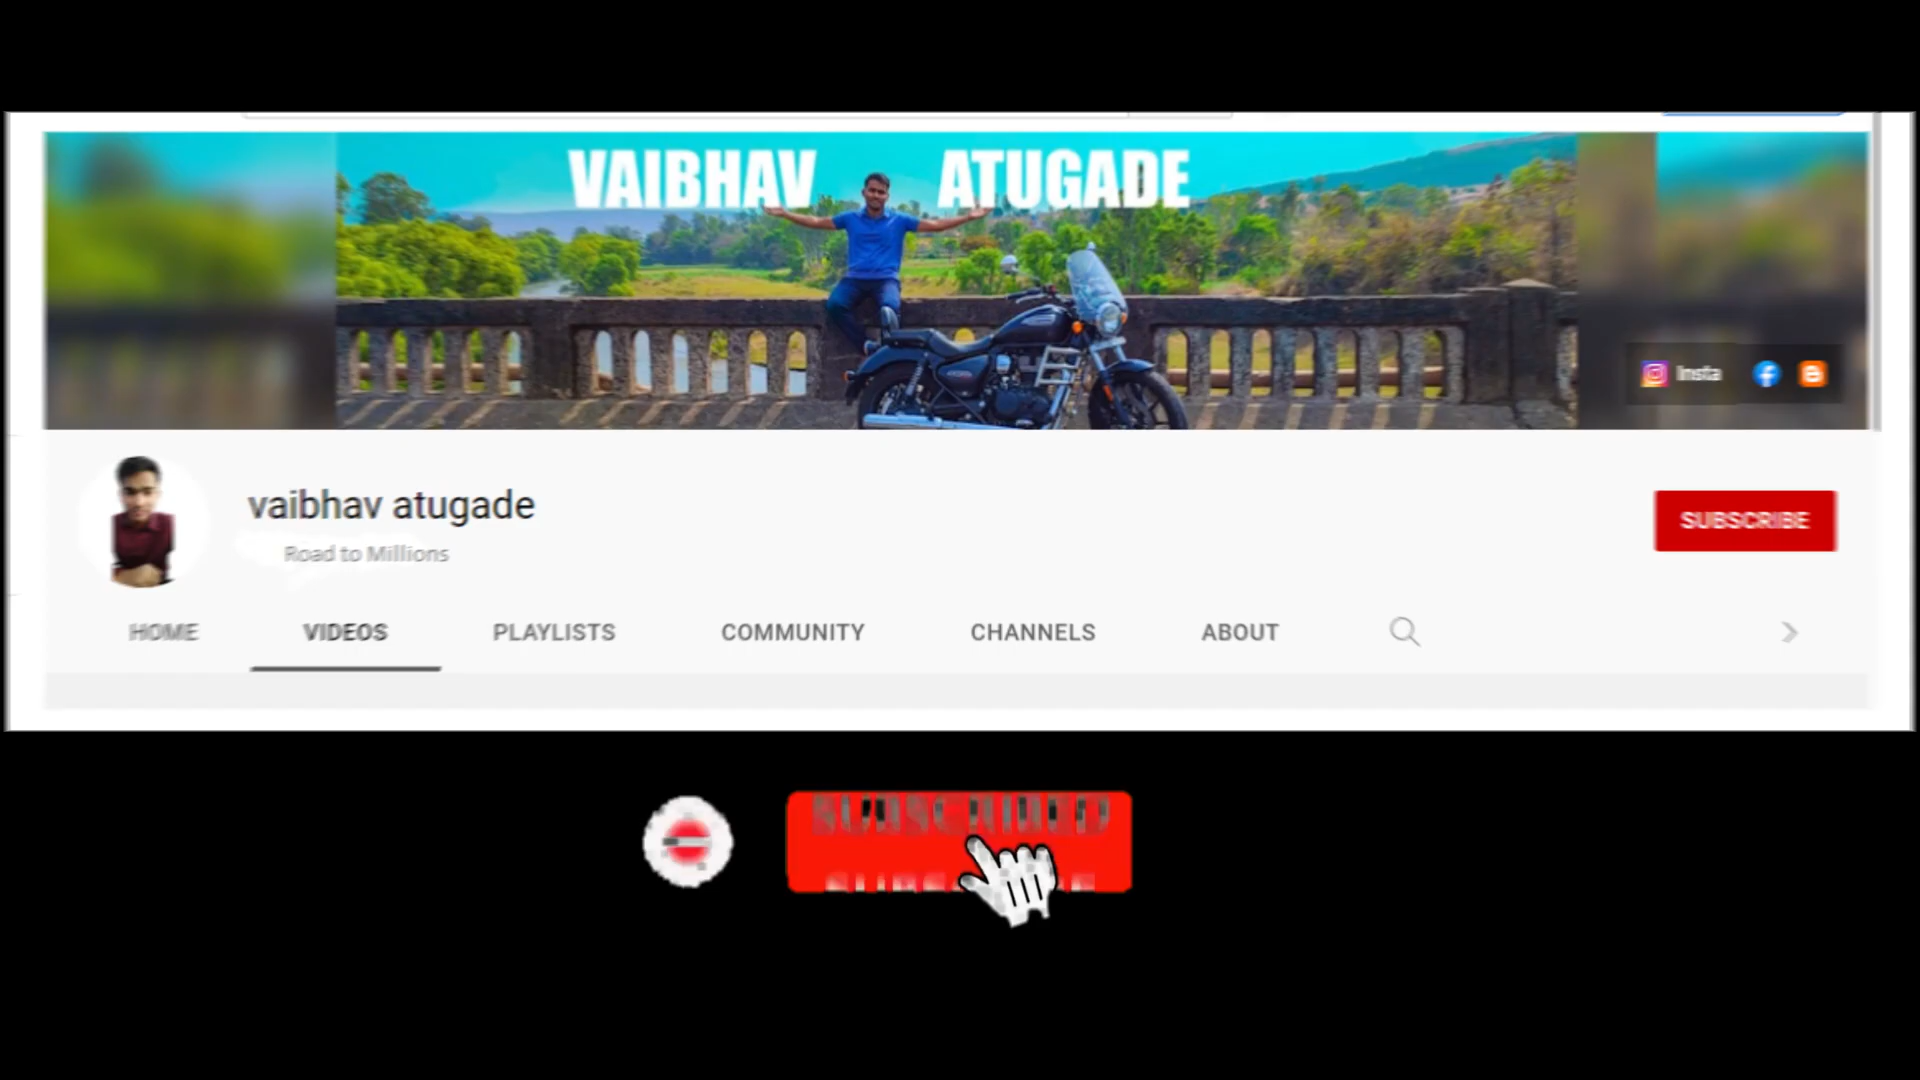 VAIBHAV ATUGADE
Insta
vaibhav atugade
Road to Millions
SUBSCRIBE
HOME VIDEOS PLAYLISTS COMMUNITY CHANNELS ABOUT